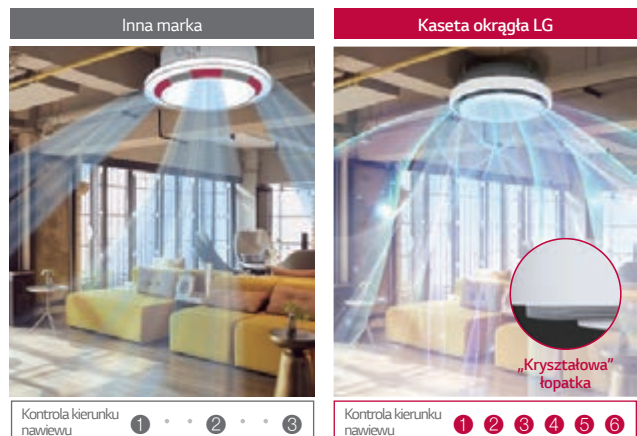 Inna marka
Kaseta okrągła LG
„Kryształowa”
łopatka
Kontrola kierunku
nawiewu
1 · · 2 · · 3
Kontrola kierunku
nawiewu
1 2 3 4 5 6